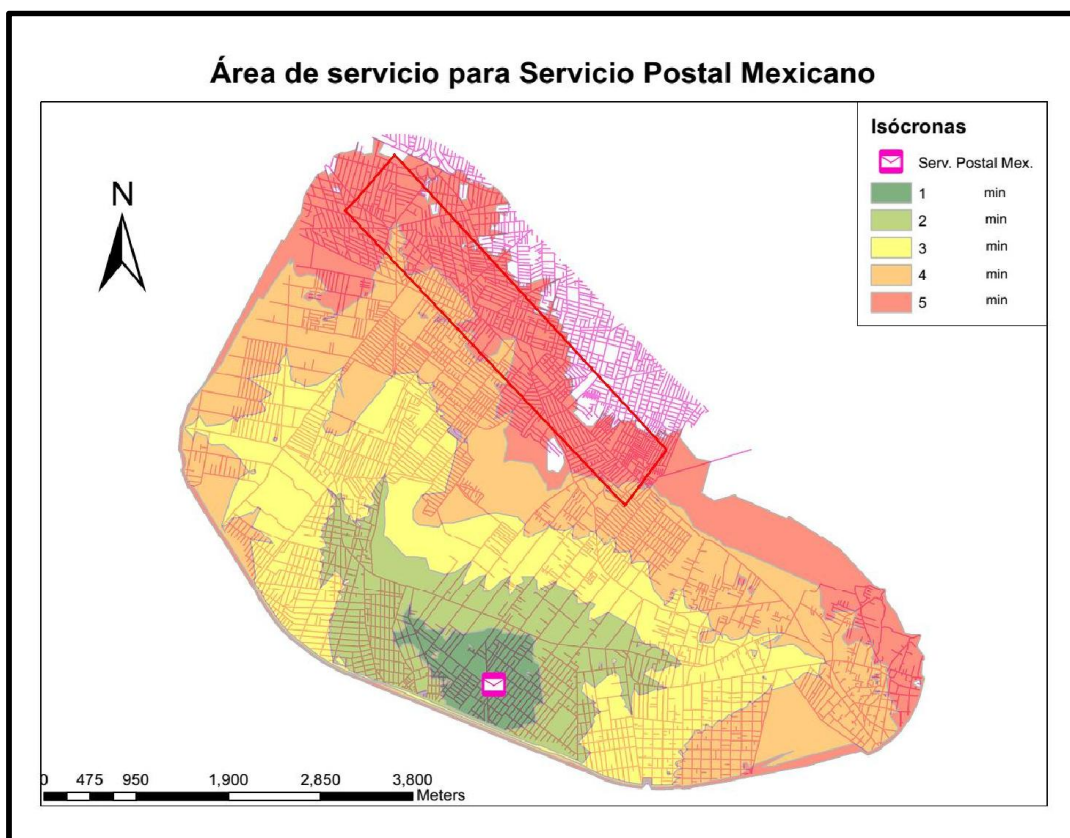 Área de servicio para Servicio Postal Mexicano
Isócronas
Serv. Postal Mex.
1 min
2 min
3 min
4 min
5 min
N
0 475 950 1,900 2,850 3,800
Meters